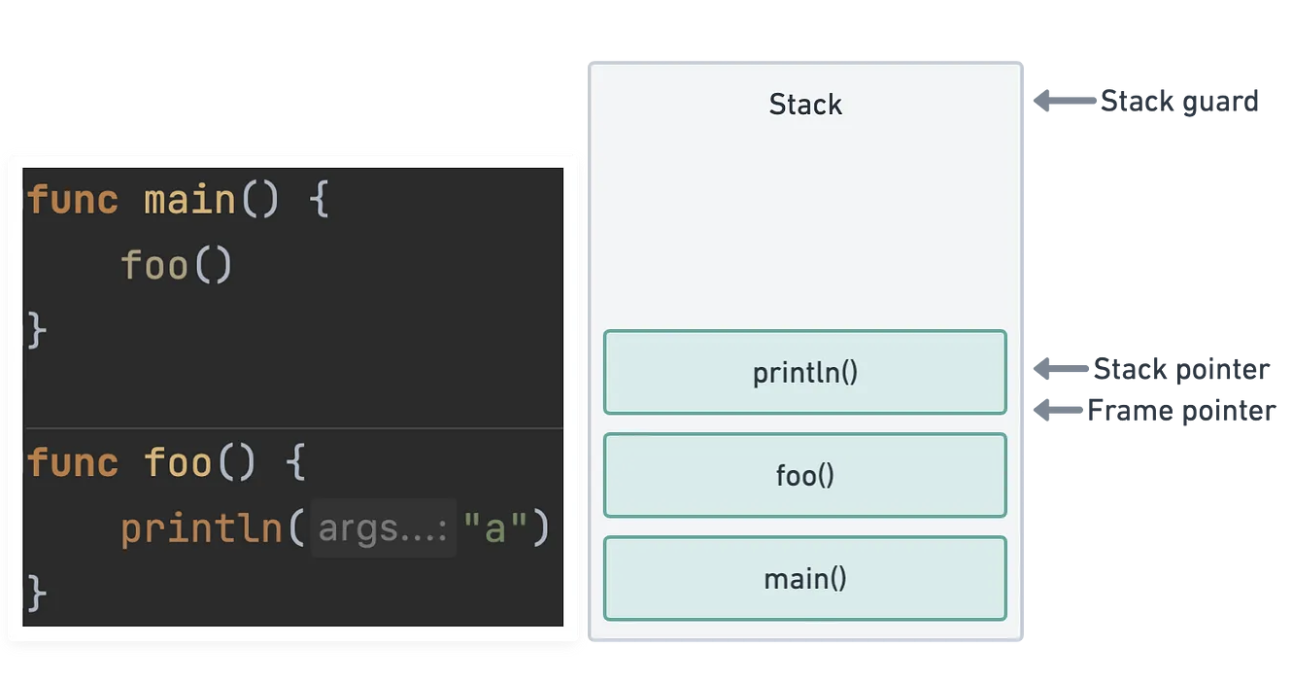 func main() {
foo()
}
func foo() {
println( args...: "a")
}
Stack
println()
foo()
main()
Stack guard
Stack pointer
Frame pointer